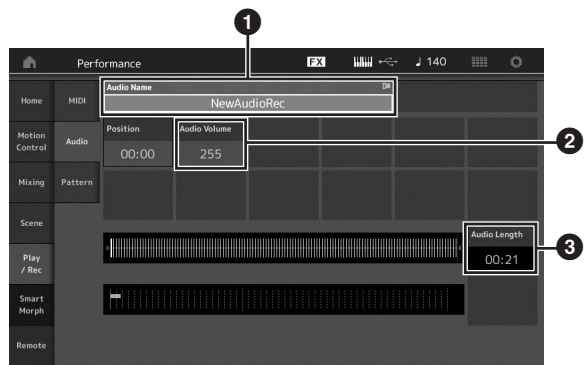 1
Performance FX 140
Home MIDI Audio Name
NewAudioRec
Motion Control Audio Position Audio Volume
00:00 255 2
Mixing Pattern
Scene
Audio Length
Play / Rec 00:21 3
Smart Morph
Remote